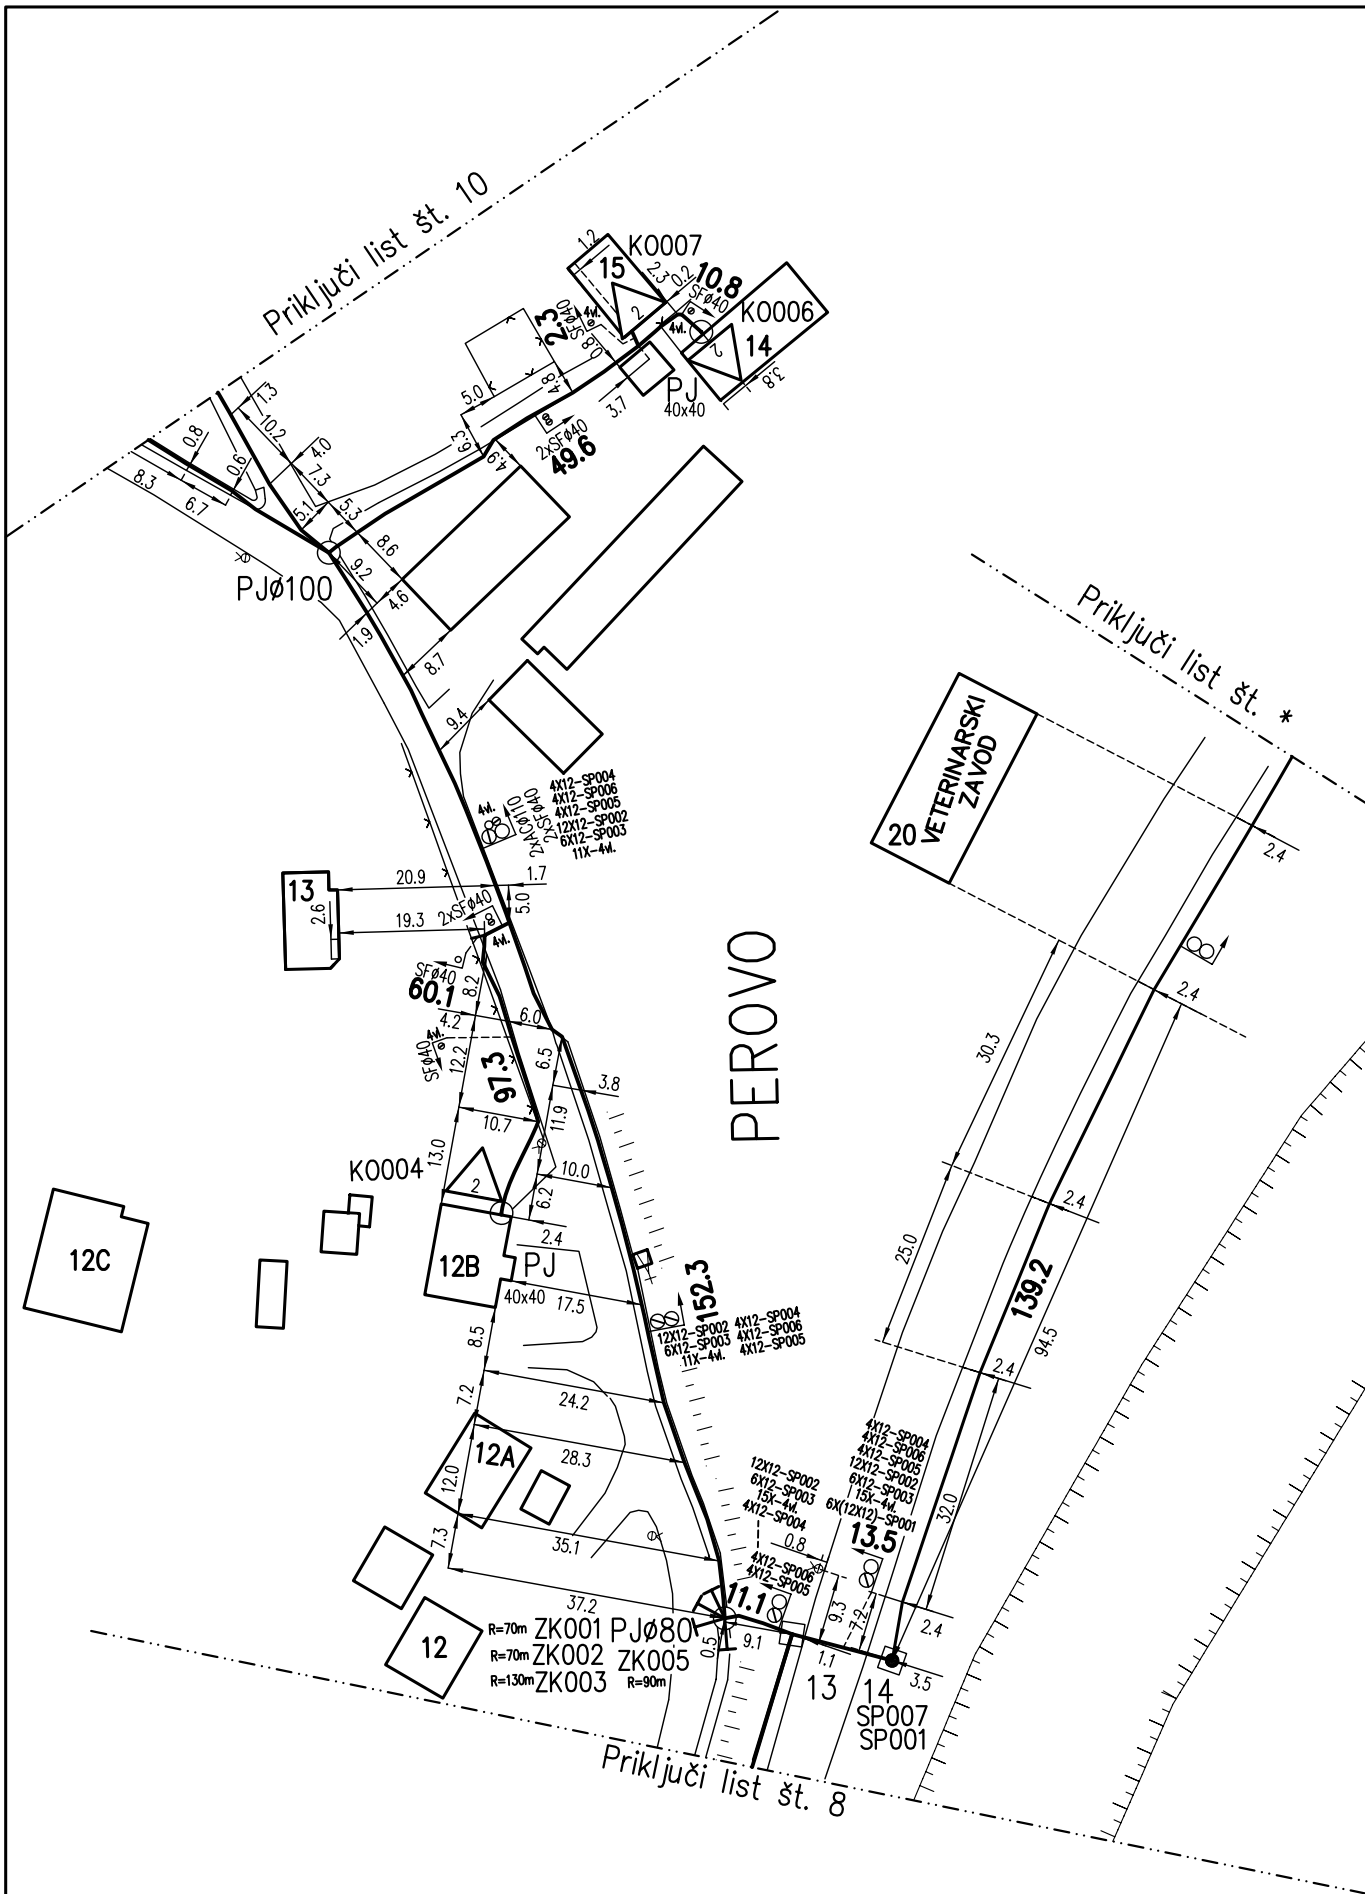 Priključi list št. 10
1.2
KO007
15
2.3
0.2
10.8
SFø40
KO006
4vl.
2
14
2
4vl.
SFø40
2.3
0.8
4.8
3.7
PJ
40x40
3.8
5.0
6.3
4.9
2xSFø40
49.6
1.3
10.2
4.0
0.8
0.6
7.3
8.3
6.7
5.1
5.3
8.6
9.2
PJø100
4.6
1.9
8.7
9.4
Priključi list št. *
20
VETERINARSKI
ZAVOD
2.4
4vl.
2xACø110
2xSFø40
4X12-SP004
4X12-SP006
4X12-SP005
12X12-SP002
6X12-SP003
11X-4vl.
13
20.9
1.7
2.6
19.3
2xSFø40
5.0
4vl.
SFø40
60.1
8.2
4.2
6.0
SFø40
4vl.
12.2
97.3
6.5
3.8
10.7
11.9
PEROVO
2.4
30.3
KO004
13.0
2
10.0
6.2
2.4
12C
12B
PJ
40x40
17.5
2.4
25.0
139.2
94.5
152.3
12X12-SP002
6X12-SP003
11X-4vl.
4X12-SP004
4X12-SP006
4X12-SP005
8.5
7.2
24.2
2.4
12A
28.3
12.0
35.1
7.3
37.2
12X12-SP002
6X12-SP003
15X-4vl.
4X12-SP004
4X12-SP004
4X12-SP006
4X12-SP005
12X12-SP002
6X12-SP003
15X-4vl.
6X(12X12)-SP001
13.5
32.0
0.8
4X12-SP006
4X12-SP005
11.1
9.3
7.2
2.4
12
R=70m ZK001 PJø80
R=70m ZK002 ZK005
R=130m ZK003 R=90m
0.5
9.1
1.1
3.5
13
14
SP007
SP001
Priključi list št. 8